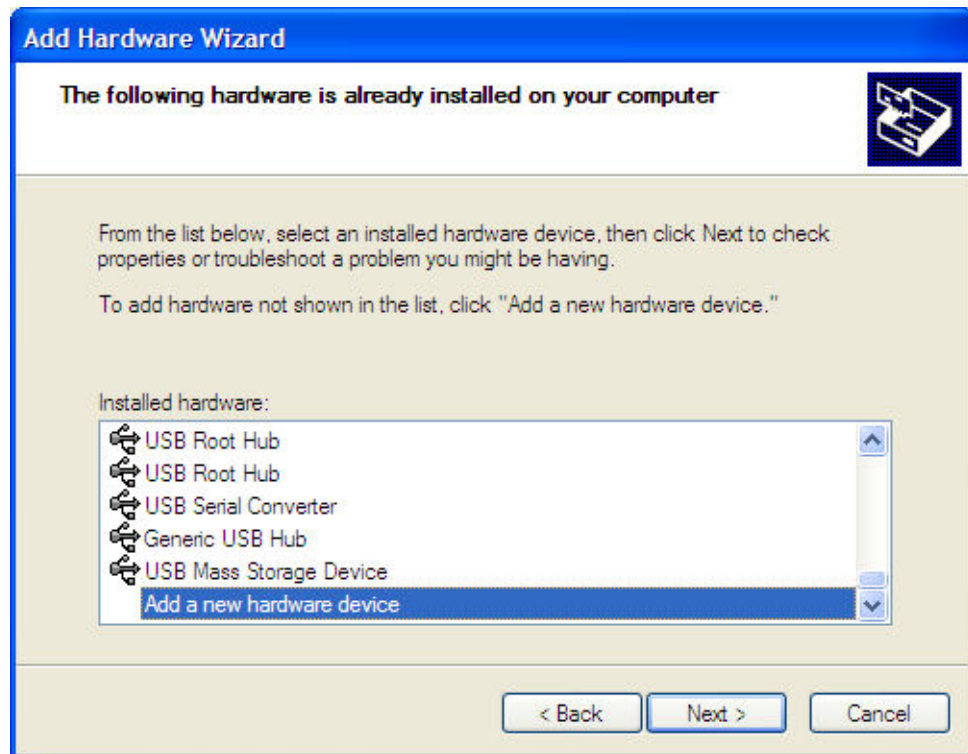 Add Hardware Wizard
The following hardware is already installed on your computer
From the list below, select an installed hardware device, then click Next to check
properties or troubleshoot a problem you might be having.
To add hardware not shown in the list, click "Add a new hardware device."
Installed hardware:
USB Root Hub
USB Root Hub
USB Serial Converter
Generic USB Hub
USB Mass Storage Device
Add a new hardware device
< Back Next > Cancel